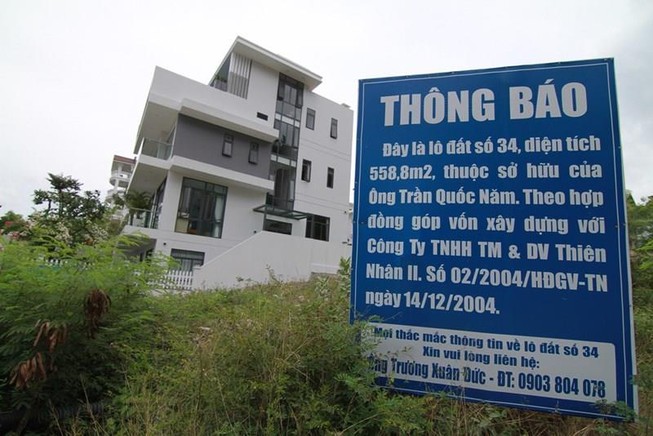 THÔNG BÁO
Đây là lô đất số 34, diện tích
558,8m2, thuộc sở hữu của
Ông Trần Quốc Năm. Theo hợp
đồng góp vốn xây dựng với
Công Ty TNHH TM & DV Thiên
Nhân II. Số 02/2004/HĐGV-TN
ngày 14/12/2004.
Mọi thắc mắc thông tin về lô đất số 34
Xin vui lòng liên hệ:
Trương Xuân Đức - ĐT: 0903 804 078